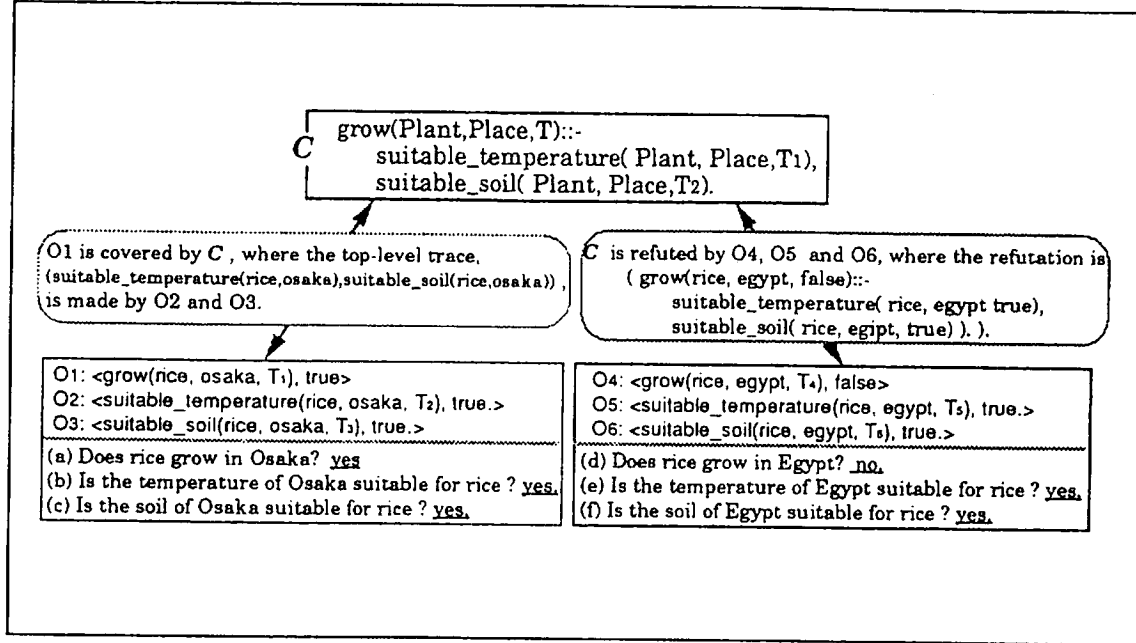 C
grow(Plant,Place,T)::-
suitable_temperature( Plant, Place,T1),
suitable_soil( Plant, Place,T2).
O1 is covered by C , where the top-level trace,
(suitable_temperature(rice,osaka),suitable_soil(rice,osaka)) ,
is made by O2 and O3.
C is refuted by O4, O5 and O6, where the refutation is
( grow(rice, egypt, false)::-
suitable_temperature( rice, egypt true),
suitable_soil( rice, egipt, true) ). ).
O1: <grow(rice, osaka, T1), true>
O2: <suitable_temperature(rice, osaka, T2), true.>
O3: <suitable_soil(rice, osaka, T3), true.>
(a) Does rice grow in Osaka? yes
(b) Is the temperature of Osaka suitable for rice ? yes.
(c) Is the soil of Osaka suitable for rice ? yes.
O4: <grow(rice, egypt, T4), false>
O5: <suitable_temperature(rice, egypt, T5), true.>
O6: <suitable_soil(rice, egypt, T6), true.>
(d) Does rice grow in Egypt? no.
(e) Is the temperature of Egypt suitable for rice ? yes.
(f) Is the soil of Egypt suitable for rice ? yes.